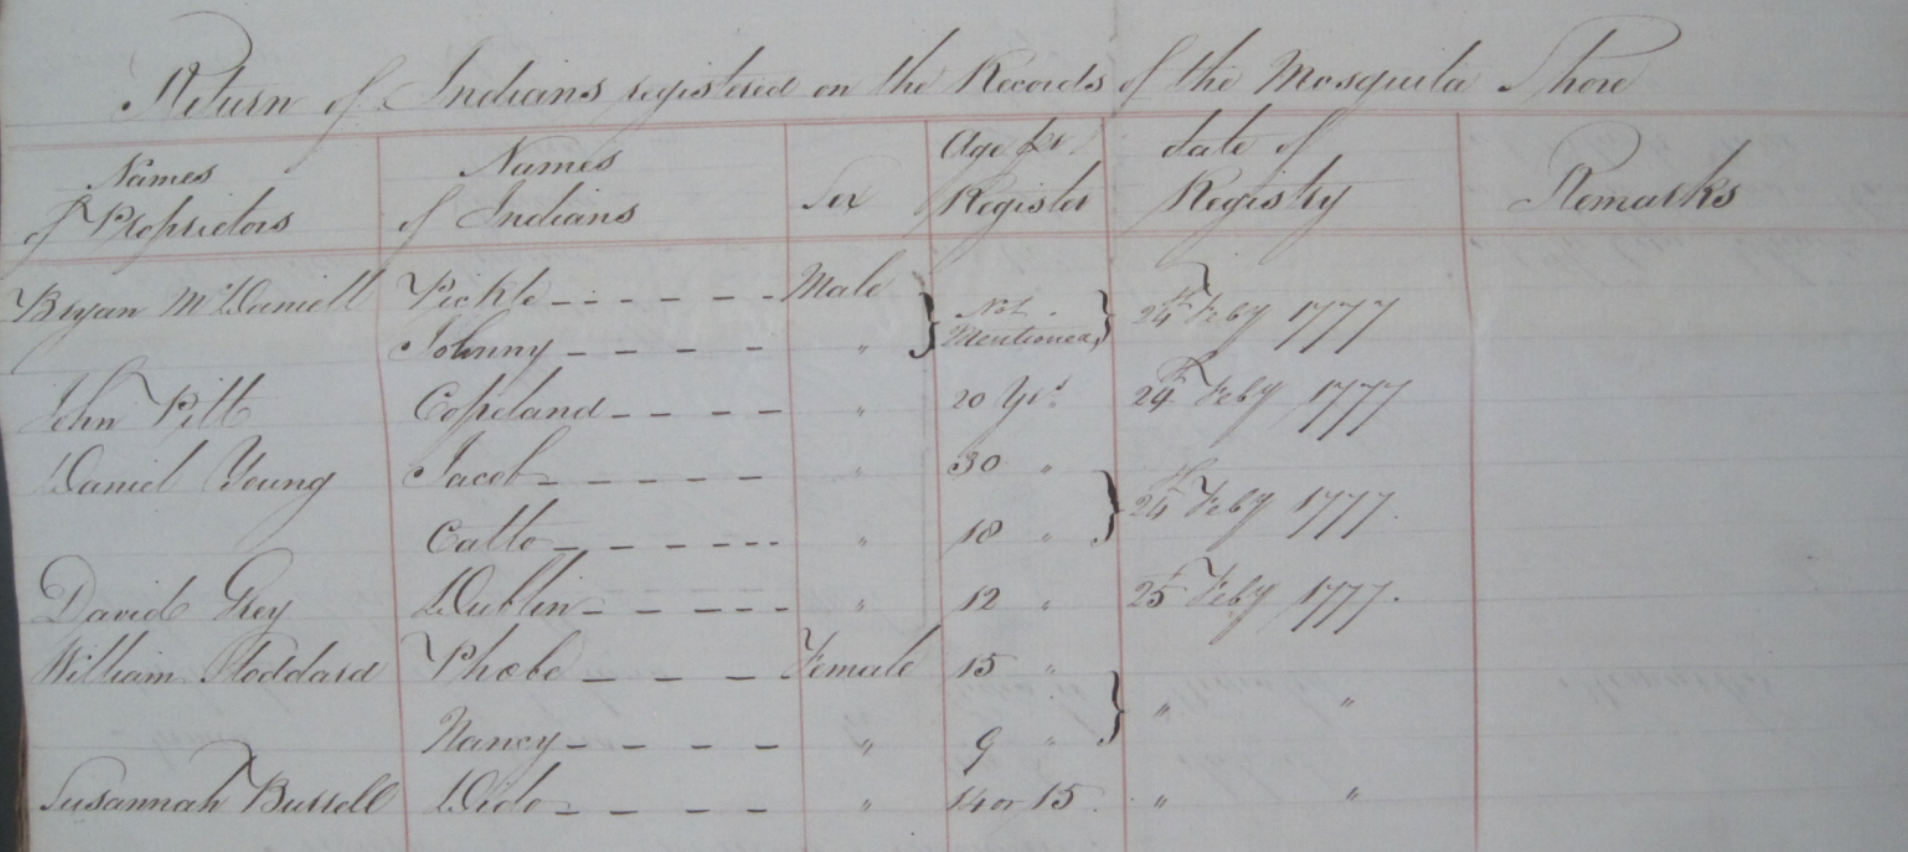 Return of Indians registered on the Records of the Mosquito Shore
Names of Proprietors | Names of Indians | Sex | Age pr. Register | date of Registry | Remarks
Bryan McDaniell | Pickle | Male | Not Mentioned | 24th Feby 1777
Johnny | "
John Pitt | Copeland | " | 20 Yrs. | 24th Feby 1777
Daniel Young | Jacob | " | 30 " | 24th Feby 1777.
Catto | " | 18 "
David Grey | Dublin | " | 12 " | 25th Feby 1777.
William Stoddard | Phoebe | Female | 15 " | " "
Nancy | " | 9 "
Susannah Burrell | Dido | " | 14 or 15. | " "